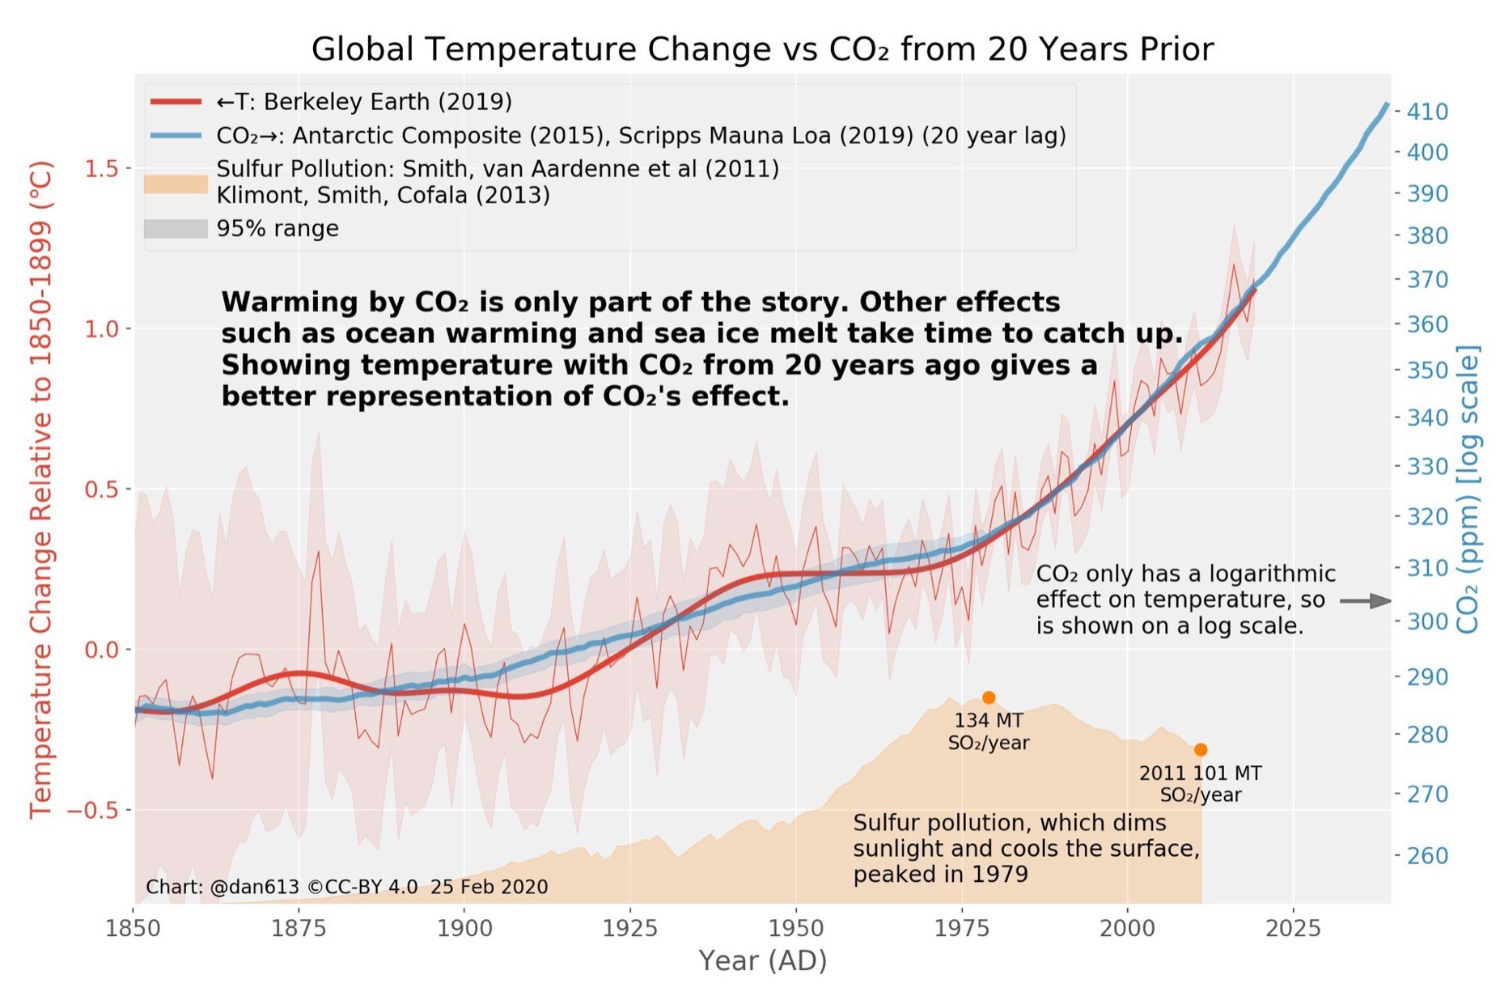 Global Temperature Change vs CO₂ from 20 Years Prior
←T: Berkeley Earth (2019)
CO₂→: Antarctic Composite (2015), Scripps Mauna Loa (2019) (20 year lag)
Sulfur Pollution: Smith, van Aardenne et al (2011)
Klimont, Smith, Cofala (2013)
95% range
Warming by CO₂ is only part of the story. Other effects
such as ocean warming and sea ice melt take time to catch up.
Showing temperature with CO₂ from 20 years ago gives a
better representation of CO₂'s effect.
CO₂ only has a logarithmic
effect on temperature, so
is shown on a log scale.
134 MT
SO₂/year
2011 101 MT
SO₂/year
Sulfur pollution, which dims
sunlight and cools the surface,
peaked in 1979
Chart: @dan613 ©CC-BY 4.0  25 Feb 2020
Temperature Change Relative to 1850-1899 (°C)
1.5
1.0
0.5
0.0
−0.5
CO₂ (ppm) [log scale]
410
400
390
380
370
360
350
340
330
320
310
300
290
280
270
260
1850
1875
1900
1925
1950
1975
2000
2025
Year (AD)